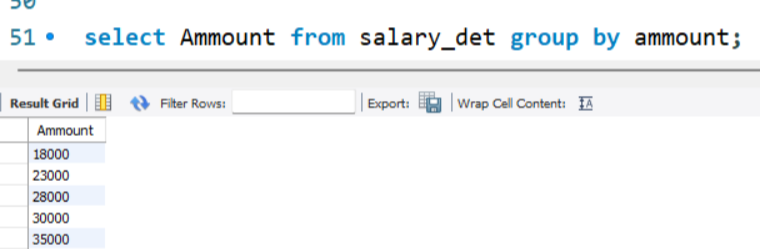 50
51 select Ammount from salary_det group by ammount;
Result Grid Filter Rows: Export: Wrap Cell Content: IA
Ammount
18000
23000
28000
30000
35000